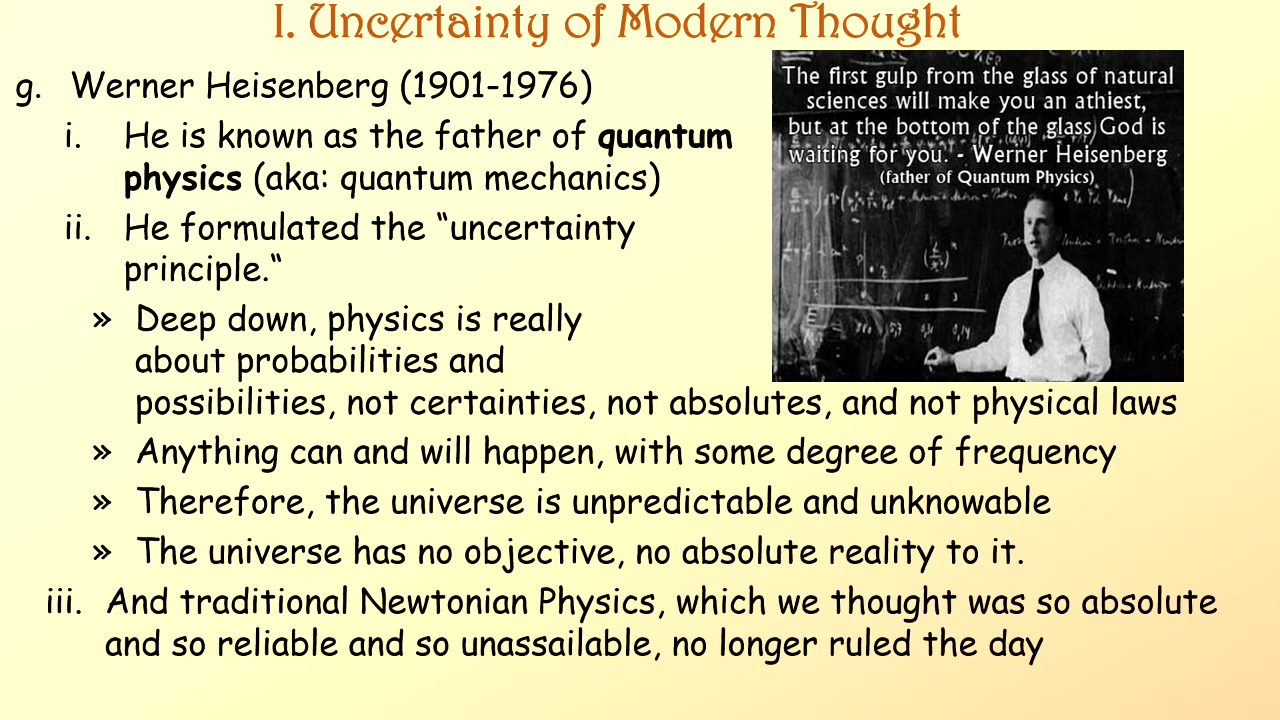 I. Uncertainty of Modern Thought
g. Werner Heisenberg (1901-1976)
i. He is known as the father of quantum
physics (aka: quantum mechanics)
ii. He formulated the “uncertainty
principle.“
» Deep down, physics is really
about probabilities and
possibilities, not certainties, not absolutes, and not physical laws
» Anything can and will happen, with some degree of frequency
» Therefore, the universe is unpredictable and unknowable
» The universe has no objective, no absolute reality to it.
iii. And traditional Newtonian Physics, which we thought was so absolute
and so reliable and so unassailable, no longer ruled the day
The first gulp from the glass of natural
sciences will make you an athiest,
but at the bottom of the glass God is
waiting for you. - Werner Heisenberg
(father of Quantum Physics)